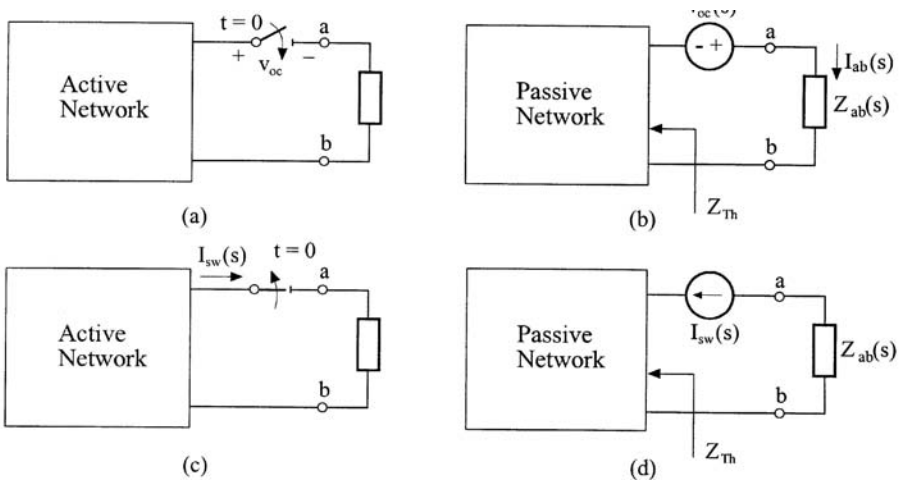 t = 0
a
+
v_oc
–
Active
Network
b
(a)
- +
a
I_ab(s)
Passive
Network
Z_ab(s)
b
Z_Th
(b)
I_sw(s)
t = 0
a
Active
Network
b
(c)
a
I_sw(s)
Passive
Network
Z_ab(s)
b
Z_Th
(d)